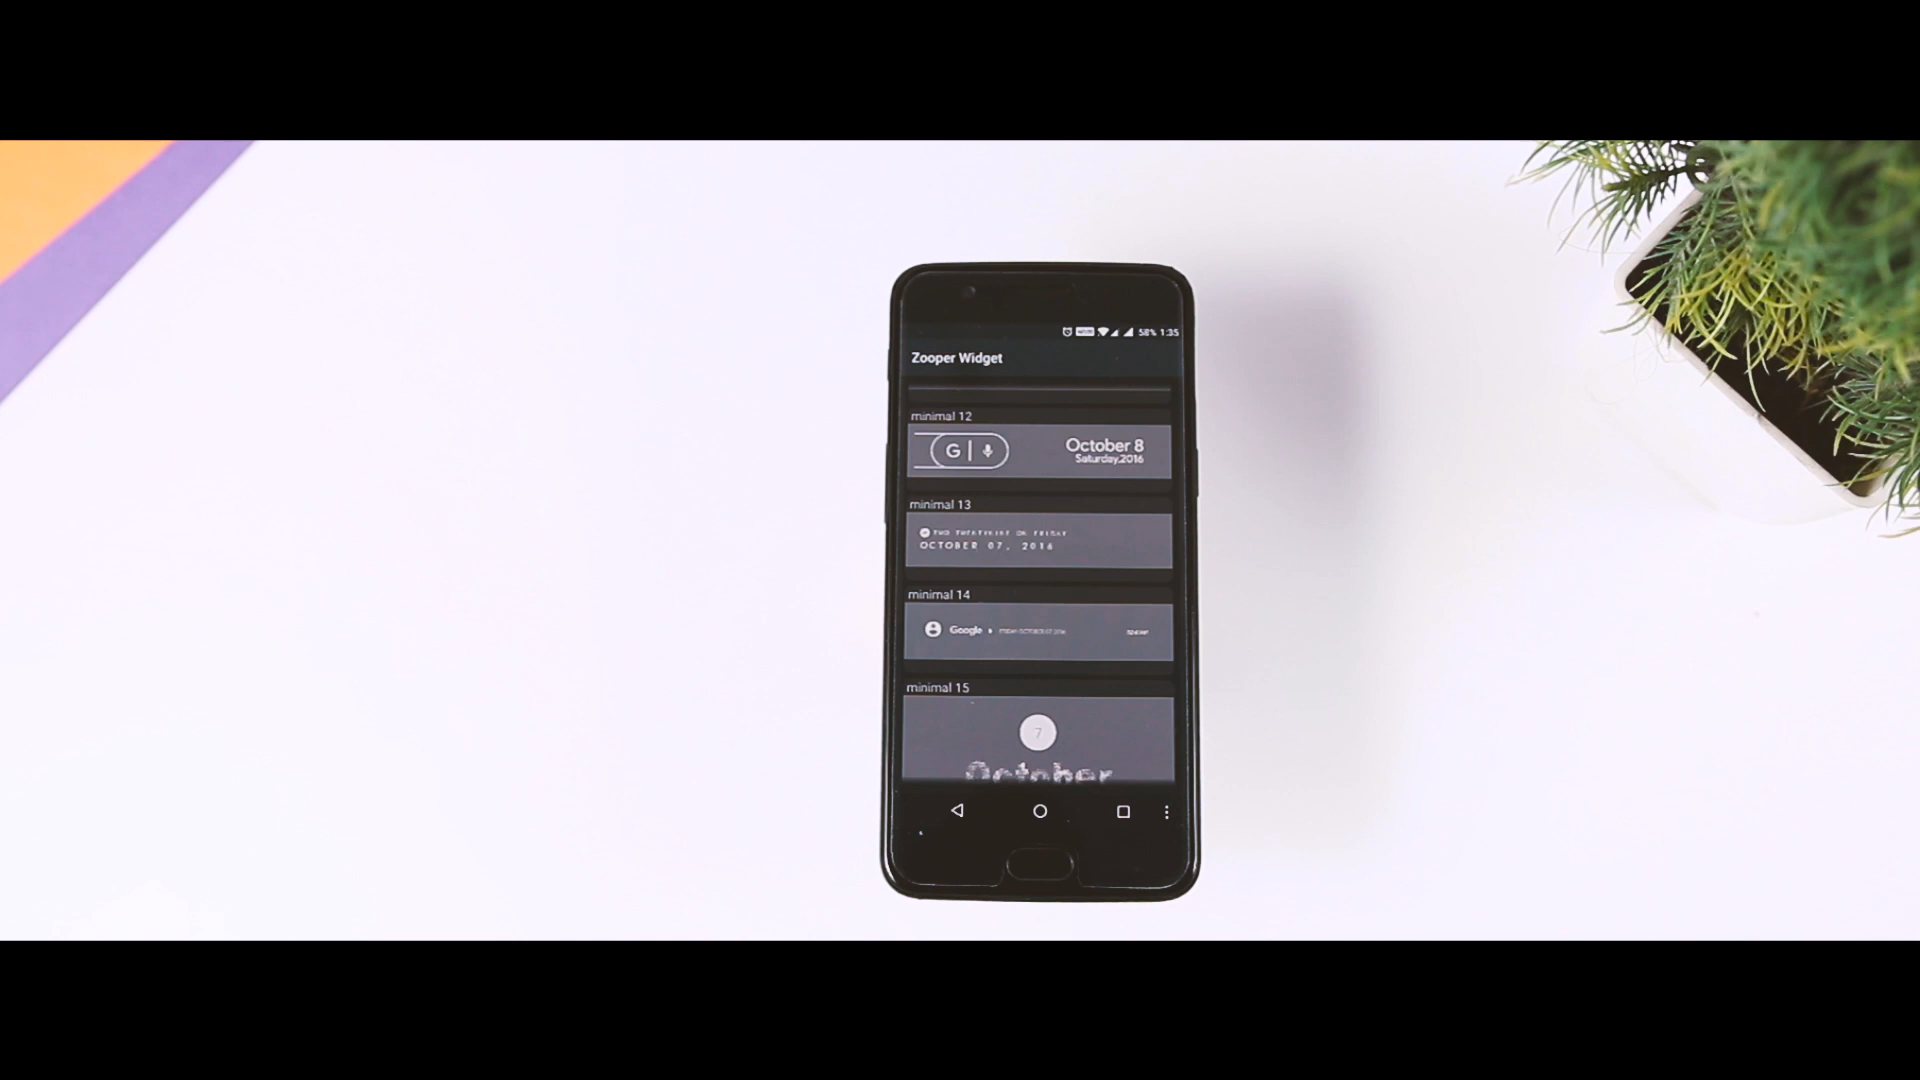 58% 1:35
Zooper Widget
minimal 12
G
October 8
Saturday,2016
minimal 13
OCTOBER 07, 2016
minimal 14
Google
minimal 15
7
October